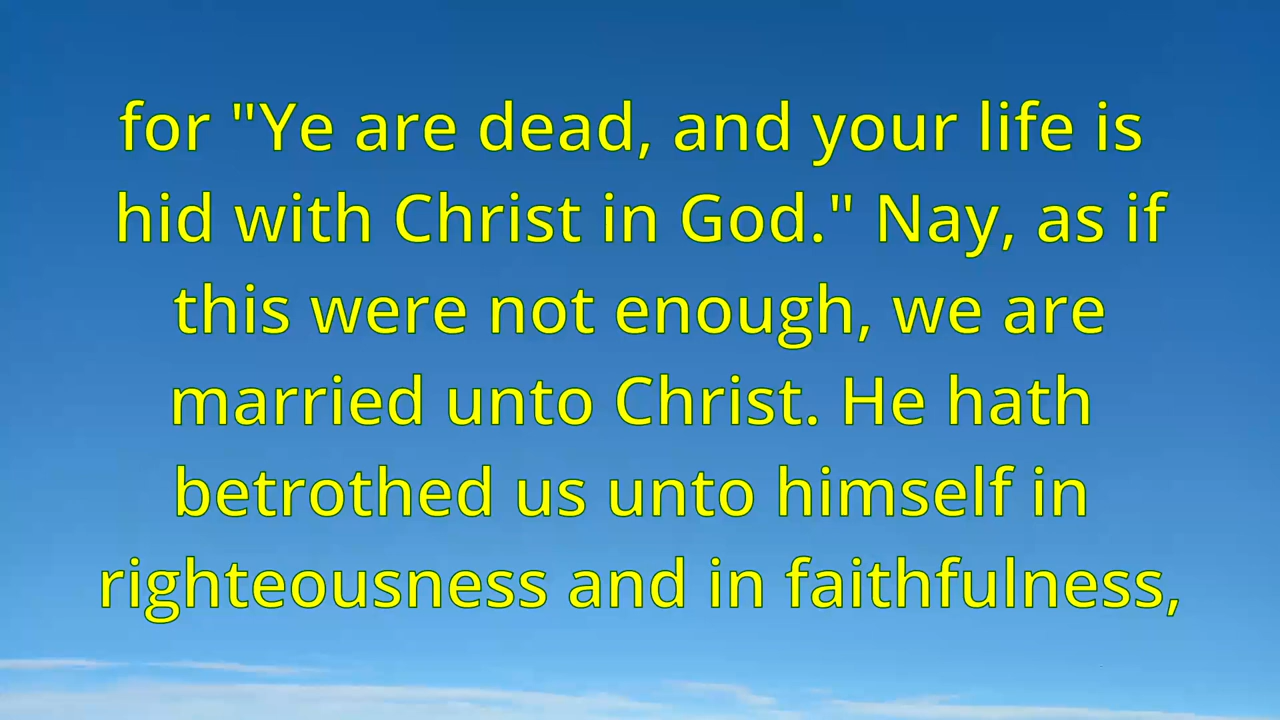 for "Ye are dead, and your life is
hid with Christ in God." Nay, as if
this were not enough, we are
married unto Christ. He hath
betrothed us unto himself in
righteousness and in faithfulness,